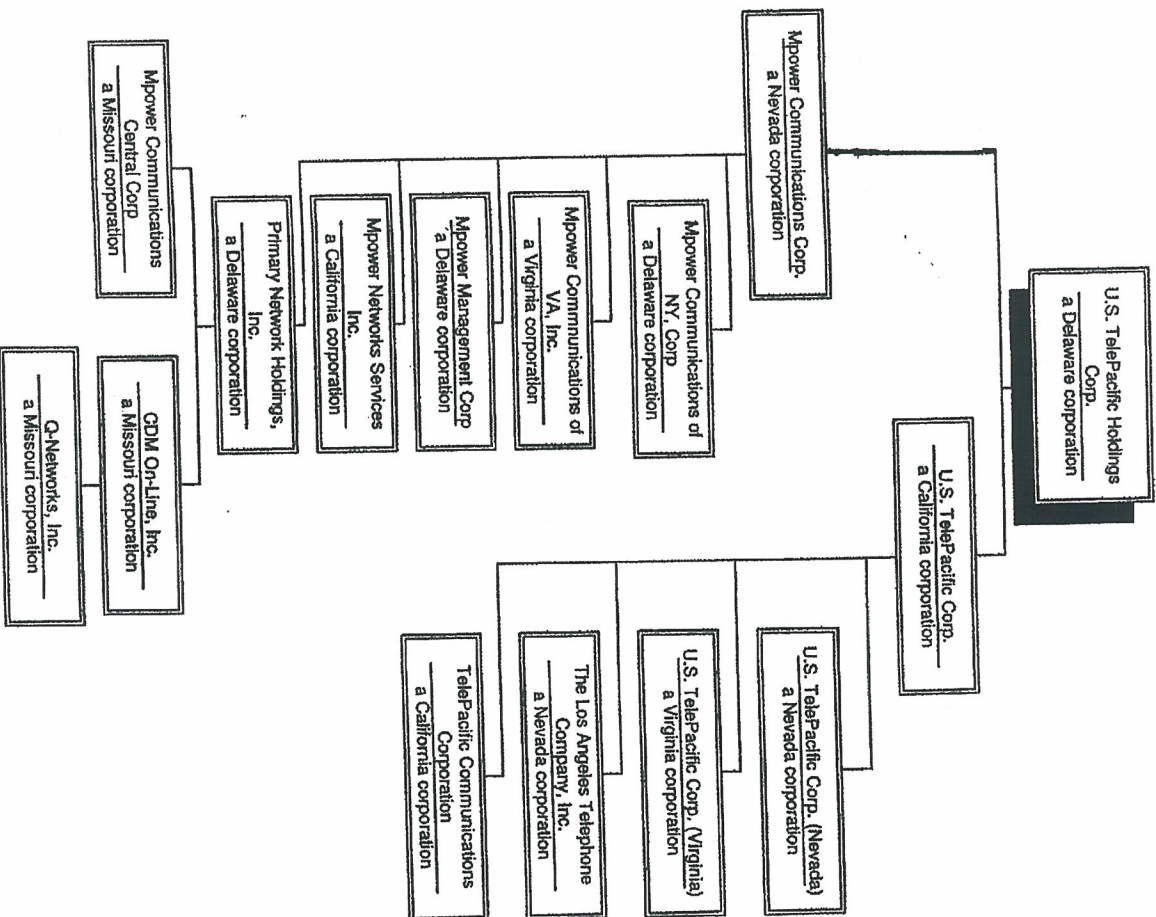 U.S. TelePacific Holdings
Corp.
a Delaware corporation
Mpower Communications Corp.
a Nevada corporation
U.S. TelePacific Corp.
a California corporation
Mpower Communications of
NY, Corp
a Delaware corporation
Mpower Communications of
VA, Inc.
a Virginia corporation
Mpower Management Corp
a Delaware corporation
Mpower Networks Services
Inc.
a California corporation
Primary Network Holdings,
Inc.
a Delaware corporation
Mpower Communications
Central Corp
a Missouri corporation
CDM On-Line, Inc.
a Missouri corporation
Q-Networks, Inc.
a Missouri corporation
U.S. TelePacific Corp. (Nevada)
a Nevada corporation
U.S. TelePacific Corp. (Virginia)
a Virginia corporation
The Los Angeles Telephone
Company, Inc.
a Nevada corporation
TelePacific Communications
Corporation
a California corporation